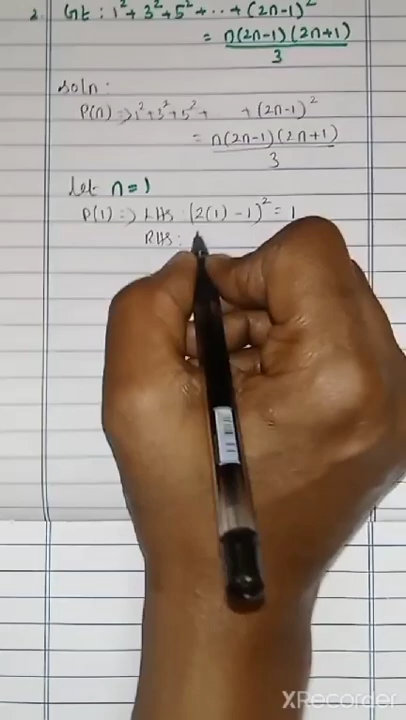 2. Gt: 1²+3²+5²+...+(2n-1)²
= n(2n-1)(2n+1)
3
soln:
P(n) => 1²+3²+5²+ +(2n-1)²
= n(2n-1)(2n+1)
3
let n=1
P(1) => LHS: (2(1)-1)² = 1
RHS:
XRecorder